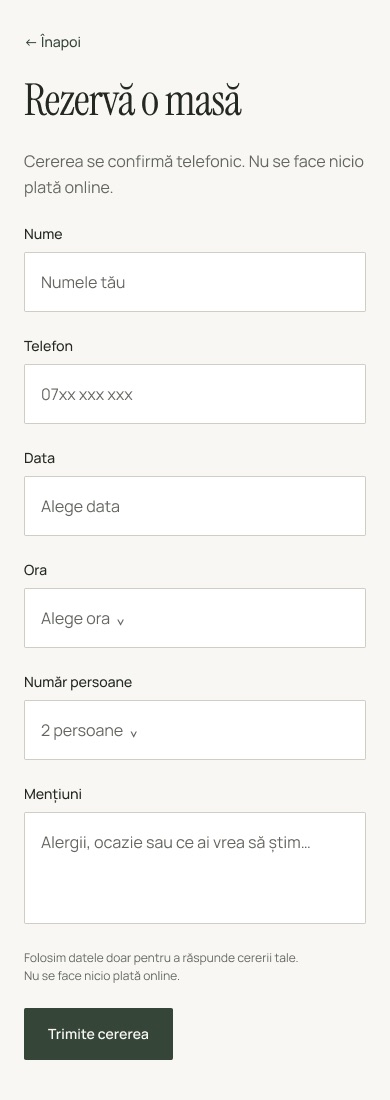 ← Înapoi
Rezervă o masă
Cererea se confirmă telefonic. Nu se face nicio
plată online.
Nume
Numele tău
Telefon
07xx xxx xxx
Data
Alege data
Ora
Alege ora
Număr persoane
2 persoane
Mențiuni
Alergii, ocazie sau ce ai vrea să știm…
Folosim datele doar pentru a răspunde cererii tale.
Nu se face nicio plată online.
Trimite cererea